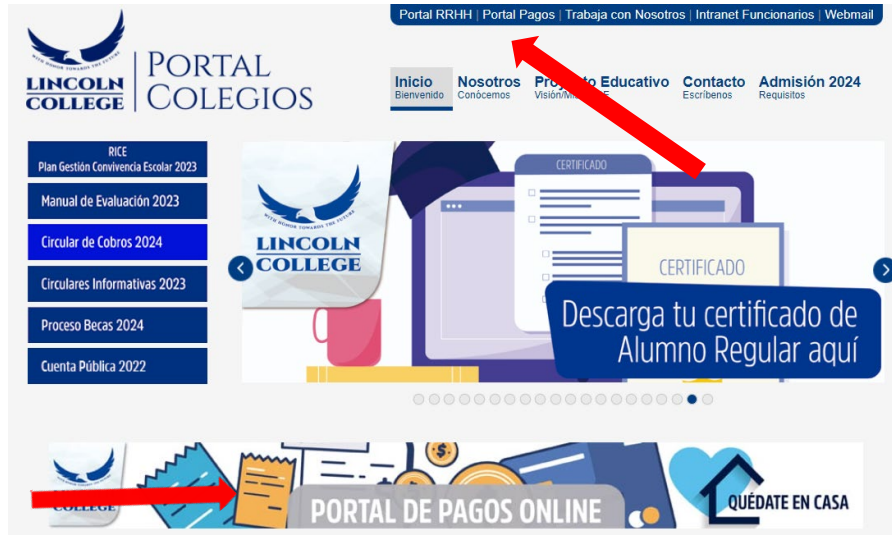 Portal RRHH | Portal Pagos | Trabaja con Nosotros | Intranet Funcionarios | Webmail
WITH HONOR TOWARDS THE FUTURE
LINCOLN
COLLEGE
PORTAL
COLEGIOS
Inicio
Bienvenido
Nosotros
Conócemos
Educativo
Contacto
Escríbenos
Admisión 2024
Requisitos
RICE
Plan Gestión Convivencia Escolar 2023
Manual de Evaluación 2023
Circular de Cobros 2024
Circulares Informativas 2023
Proceso Becas 2024
Cuenta Pública 2022
WITH HONOR TOWARDS THE FUTURE
LINCOLN
COLLEGE
CERTIFICADO
CERTIFICADO
Descarga tu certificado de
Alumno Regular aquí
COLLEGE
PORTAL DE PAGOS ONLINE
QUÉDATE EN CASA